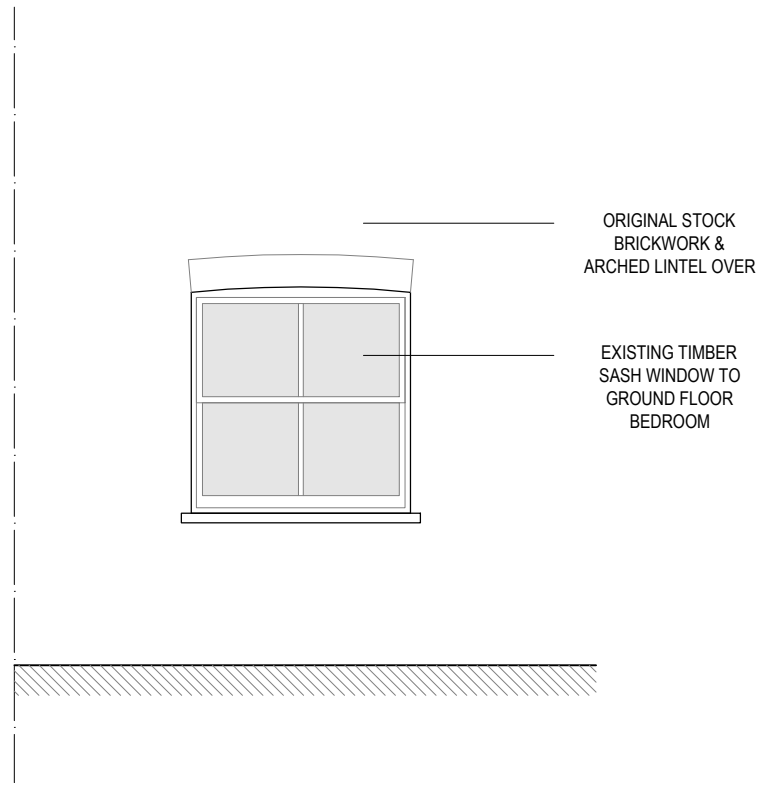 ORIGINAL STOCK
BRICKWORK &
ARCHED LINTEL OVER
EXISTING TIMBER
SASH WINDOW TO
GROUND FLOOR
BEDROOM